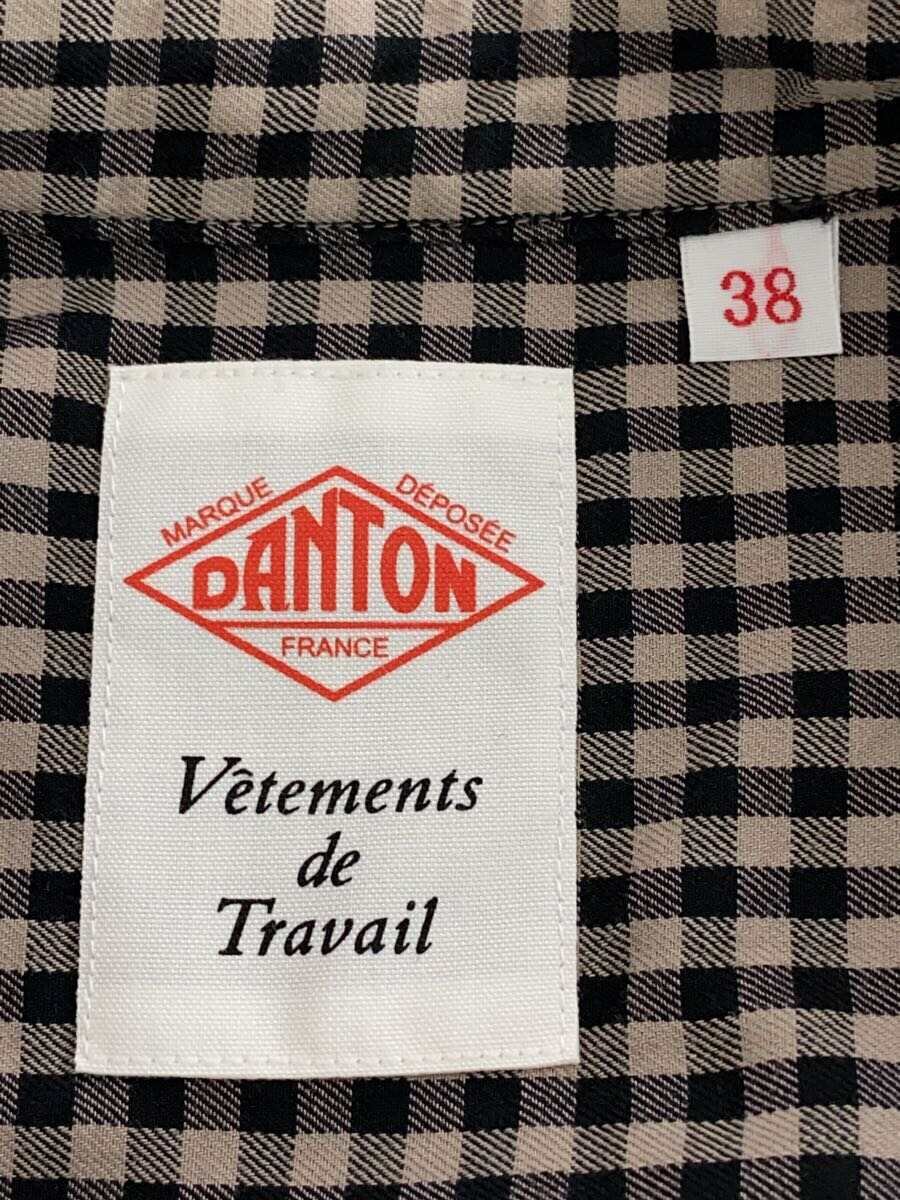 38
MARQUE DÉPOSÉE
DANTON
FRANCE
Vêtements
de
Travail